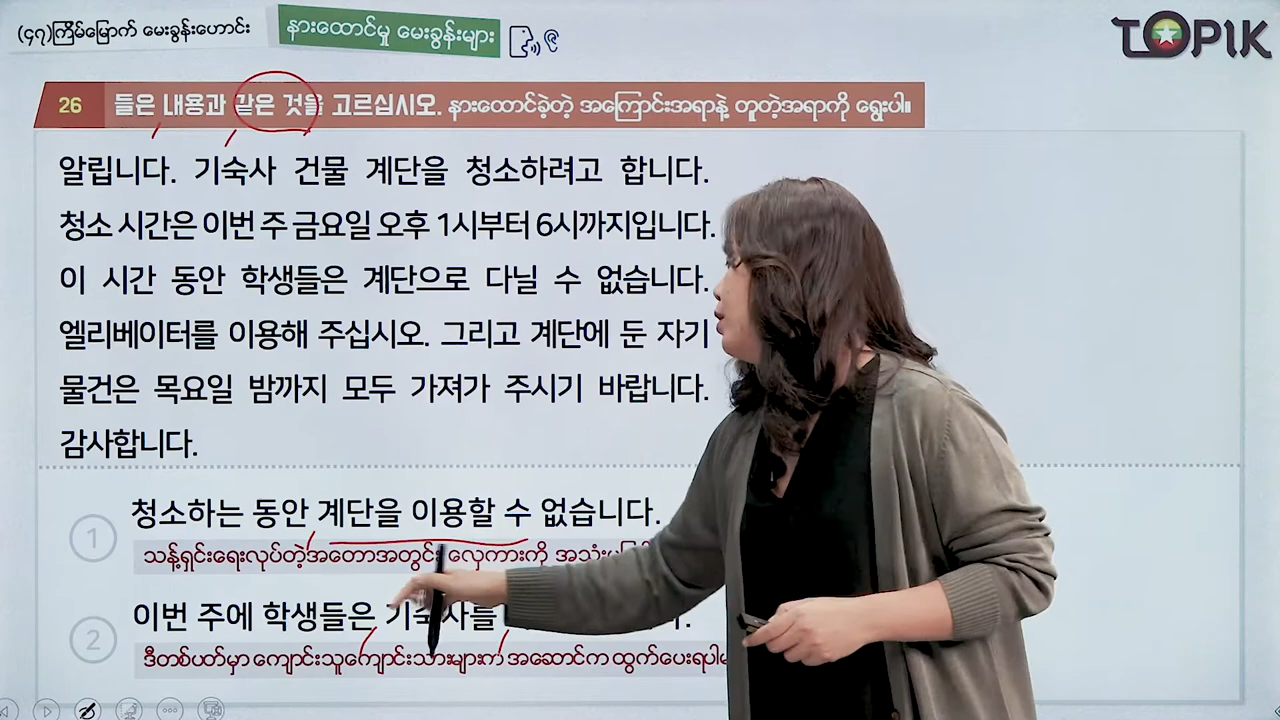 (၄၇)ကြိမ်မြောက် မေးခွန်းဟောင်း
နားထောင်မှု မေးခွန်းများ
TOPIK
26 들은 내용과 같은 것을 고르십시오. နားထောင်ခဲ့တဲ့ အကြောင်းအရာနဲ့ တူတဲ့အရာကို ရွေးပါ။
알립니다. 기숙사 건물 계단을 청소하려고 합니다.
청소 시간은 이번 주 금요일 오후 1시부터 6시까지입니다.
이 시간 동안 학생들은 계단으로 다닐 수 없습니다.
엘리베이터를 이용해 주십시오. 그리고 계단에 둔 자기
물건은 목요일 밤까지 모두 가져가 주시기 바랍니다.
감사합니다.
1 청소하는 동안 계단을 이용할 수 없습니다.
သန့်ရှင်းရေးလုပ်တဲ့အတောအတွင်း လှေကားကို
2 이번 주에 학생들은
ဒီတစ်ပတ်မှာ ကျောင်းသူကျောင်းသားများက အဆောင်က ထွက်ပေးရပါမ